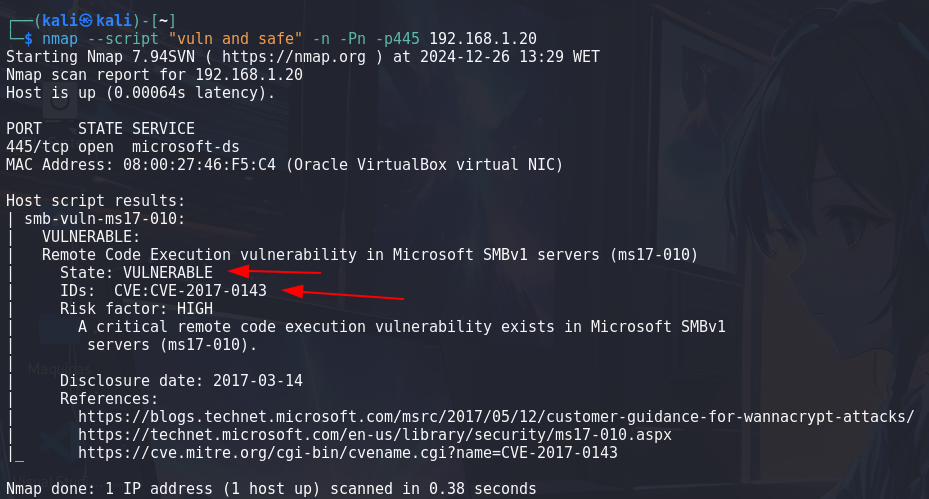 ┌──(kali㉿kali)-[~]
└─$ nmap --script "vuln and safe" -n -Pn -p445 192.168.1.20
Starting Nmap 7.94SVN ( https://nmap.org ) at 2024-12-26 13:29 WET
Nmap scan report for 192.168.1.20
Host is up (0.00064s latency).

PORT    STATE SERVICE
445/tcp open  microsoft-ds
MAC Address: 08:00:27:46:F5:C4 (Oracle VirtualBox virtual NIC)

Host script results:
| smb-vuln-ms17-010:
|   VULNERABLE:
|   Remote Code Execution vulnerability in Microsoft SMBv1 servers (ms17-010)
|     State: VULNERABLE
|     IDs:  CVE:CVE-2017-0143
|     Risk factor: HIGH
|       A critical remote code execution vulnerability exists in Microsoft SMBv1
|        servers (ms17-010).
|
|     Disclosure date: 2017-03-14
|     References:
|       https://blogs.technet.microsoft.com/msrc/2017/05/12/customer-guidance-for-wannacrypt-attacks/
|       https://technet.microsoft.com/en-us/library/security/ms17-010.aspx
|_      https://cve.mitre.org/cgi-bin/cvename.cgi?name=CVE-2017-0143

Nmap done: 1 IP address (1 host up) scanned in 0.38 seconds